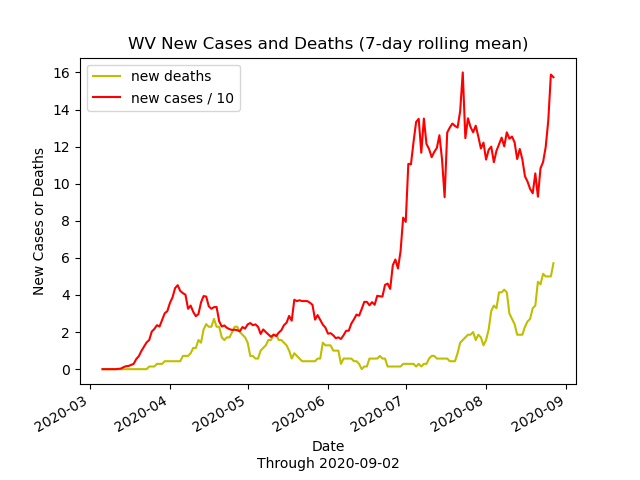 WV New Cases and Deaths (7-day rolling mean)
new deaths
new cases / 10
New Cases or Deaths
16
14
12
10
8
6
4
2
0
2020-03
2020-04
2020-05
2020-06
2020-07
2020-08
2020-09
Date
Through 2020-09-02